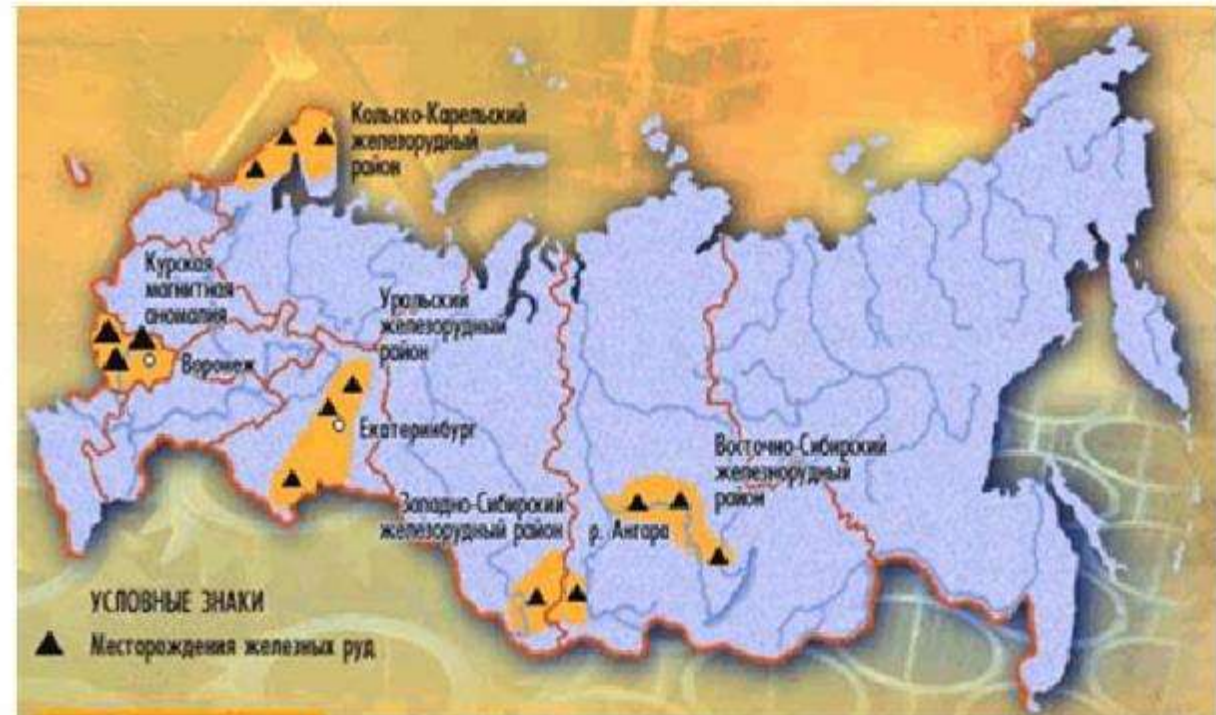 Кольско-Карельский
железорудный
район
Курская
магнитная
аномалия
Воронеж
Уральский
железорудный
район
Екатеринбург
Западно-Сибирский
железорудный район
р. Ангара
Восточно-Сибирский
железнорудный
район
УСЛОВНЫЕ ЗНАКИ
Месторождения железных руд